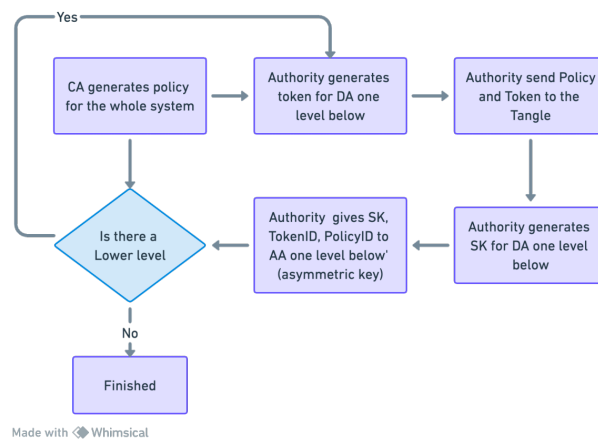 Yes
CA generates policy
for the whole system
Authority generates
token for DA one
level below
Authority send Policy
and Token to the
Tangle
Is there a
Lower level
Authority  gives SK,
TokenID, PolicyID to
AA one level below'
(asymmetric key)
Authority generates
SK for DA one level
below
No
Finished
Made with Whimsical